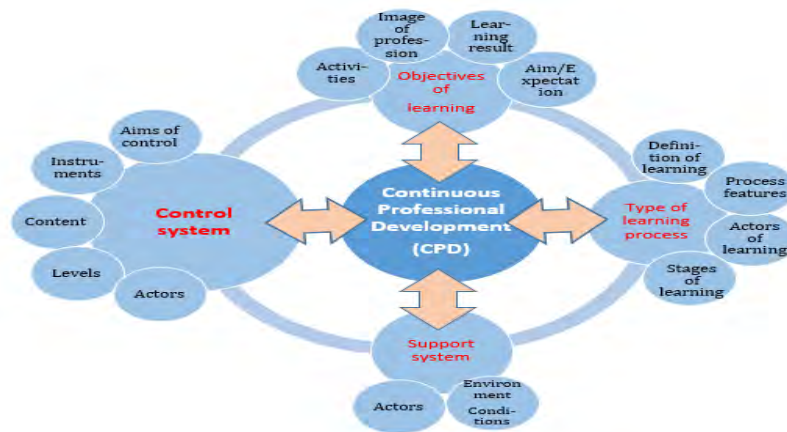 Image
of
profes-
sion
Lear-
ning
result
Activi-
ties
Objectives
of
learning
Aim/E
xpectat
ion
Aims of
control
Instru-
ments
Content
Levels
Actors
Control
system
Continuous
Professional
Development
(CPD)
Defini-
tion of
learning
Process
features
Type of
learning
process
Actors of
learning
Stages of
learning
Support
system
Actors
Environ
ment
Condi-
tions